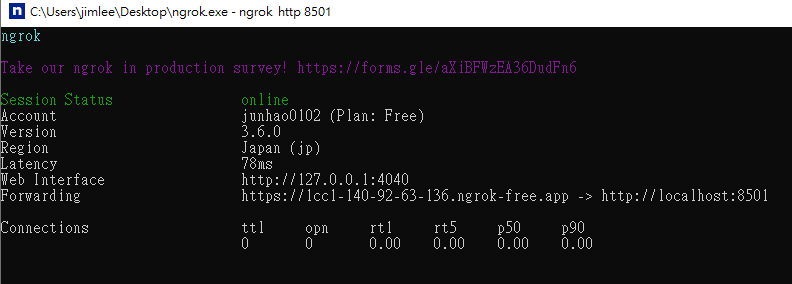 n C:\Users\jimlee\Desktop\ngrok.exe - ngrok http 8501
ngrok
Take our ngrok in production survey! https://forms.gle/aXiBFWzEA36DudFn6
Session Status online
Account junhao0102 (Plan: Free)
Version 3.6.0
Region Japan (jp)
Latency 78ms
Web Interface http://127.0.0.1:4040
Forwarding https://1cc1-140-92-63-136.ngrok-free.app -> http://localhost:8501
Connections ttl opn rt1 rt5 p50 p90
0 0 0.00 0.00 0.00 0.00